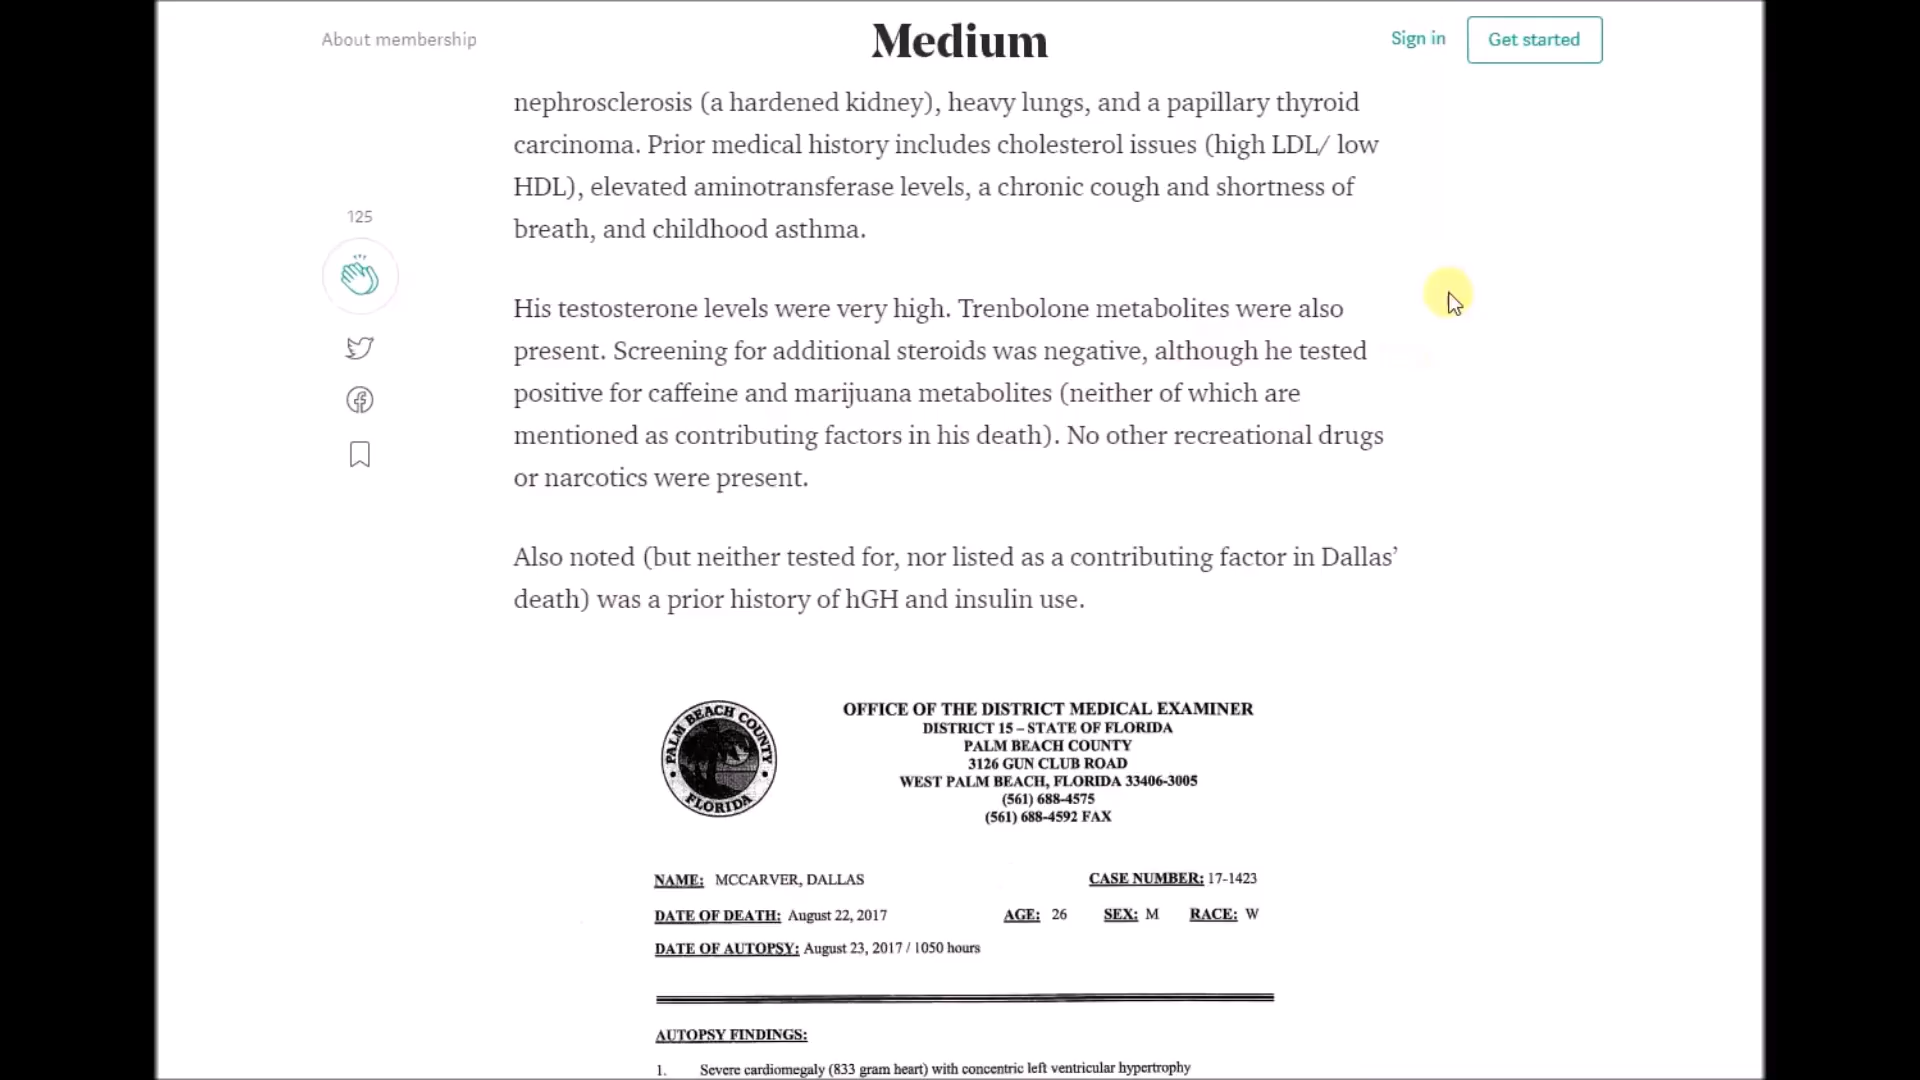 About membership
Medium
Sign in
Get started
nephrosclerosis (a hardened kidney), heavy lungs, and a papillary thyroid
carcinoma. Prior medical history includes cholesterol issues (high LDL/ low
HDL), elevated aminotransferase levels, a chronic cough and shortness of
breath, and childhood asthma.
125
His testosterone levels were very high. Trenbolone metabolites were also
present. Screening for additional steroids was negative, although he tested
positive for caffeine and marijuana metabolites (neither of which are
mentioned as contributing factors in his death). No other recreational drugs
or narcotics were present.
Also noted (but neither tested for, nor listed as a contributing factor in Dallas’
death) was a prior history of hGH and insulin use.
PALM BEACH COUNTY
FLORIDA
OFFICE OF THE DISTRICT MEDICAL EXAMINER
DISTRICT 15 – STATE OF FLORIDA
PALM BEACH COUNTY
3126 GUN CLUB ROAD
WEST PALM BEACH, FLORIDA 33406-3005
(561) 688-4575
(561) 688-4592 FAX
NAME: MCCARVER, DALLAS
CASE NUMBER: 17-1423
DATE OF DEATH: August 22, 2017
AGE: 26 SEX: M RACE: W
DATE OF AUTOPSY: August 23, 2017 / 1050 hours
AUTOPSY FINDINGS:
1. Severe cardiomegaly (833 gram heart) with concentric left ventricular hypertrophy